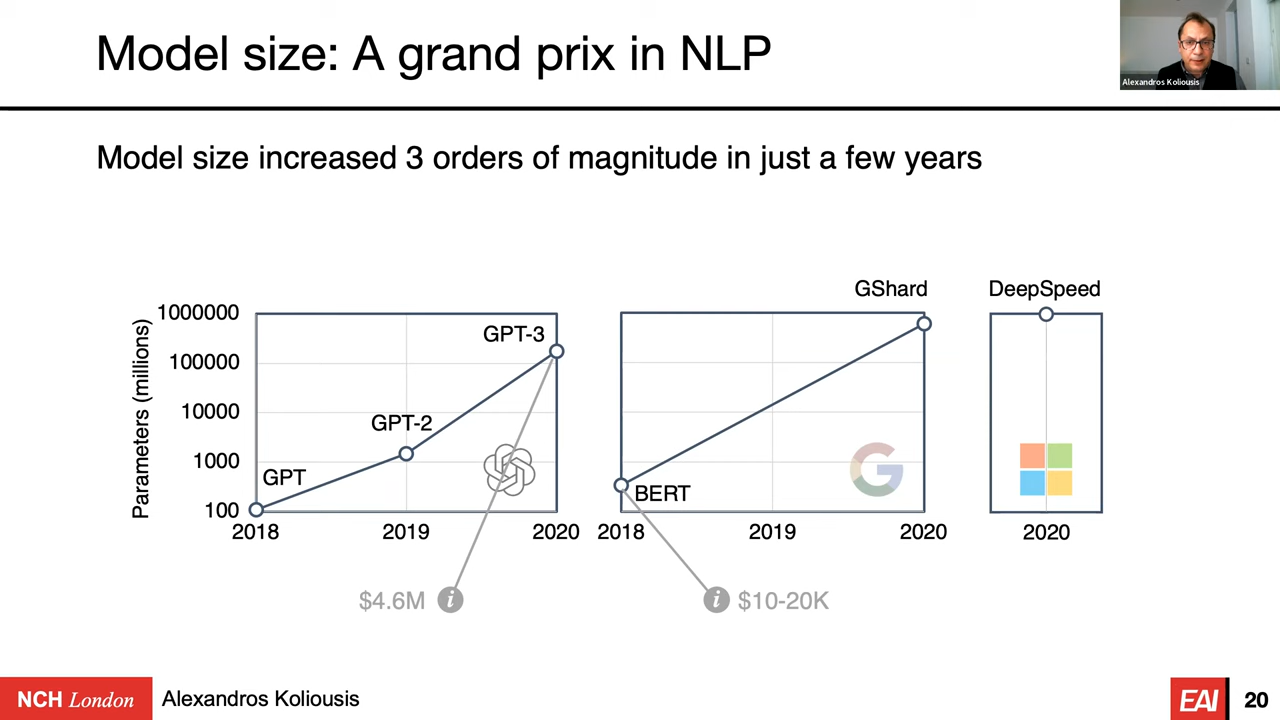 Model size: A grand prix in NLP
Alexandros Koliousis
Model size increased 3 orders of magnitude in just a few years
GShard
DeepSpeed
Parameters (millions)
1000000
100000
10000
1000
100
GPT-3
GPT-2
GPT
BERT
2018
2019
2020
2018
2019
2020
2020
$4.6M i
i $10-20K
NCH London
Alexandros Koliousis
EAI
20